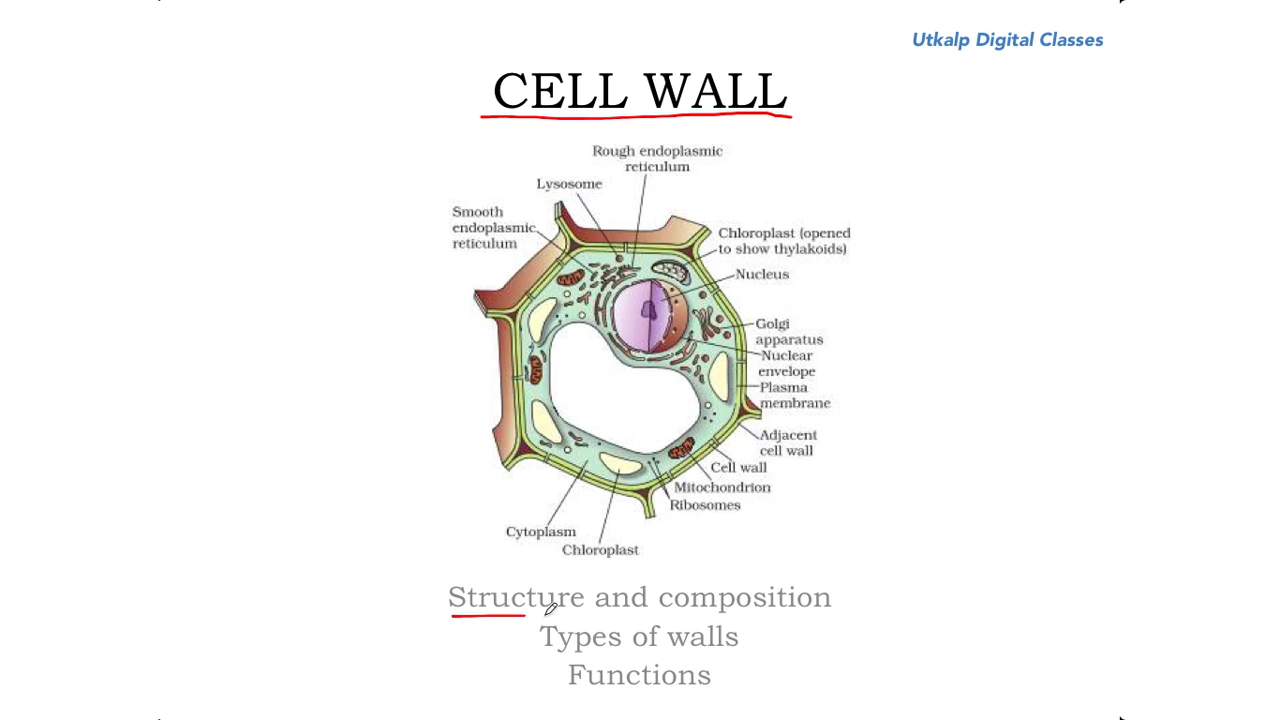 Utkalp Digital Classes
CELL WALL
Rough endoplasmic
reticulum
Lysosome
Smooth
endoplasmic
reticulum
Chloroplast (opened
to show thylakoids)
Nucleus
Golgi
apparatus
Nuclear
envelope
Plasma
membrane
Adjacent
cell wall
Cell wall
Mitochondrion
Ribosomes
Cytoplasm
Chloroplast
Structure and composition
Types of walls
Functions